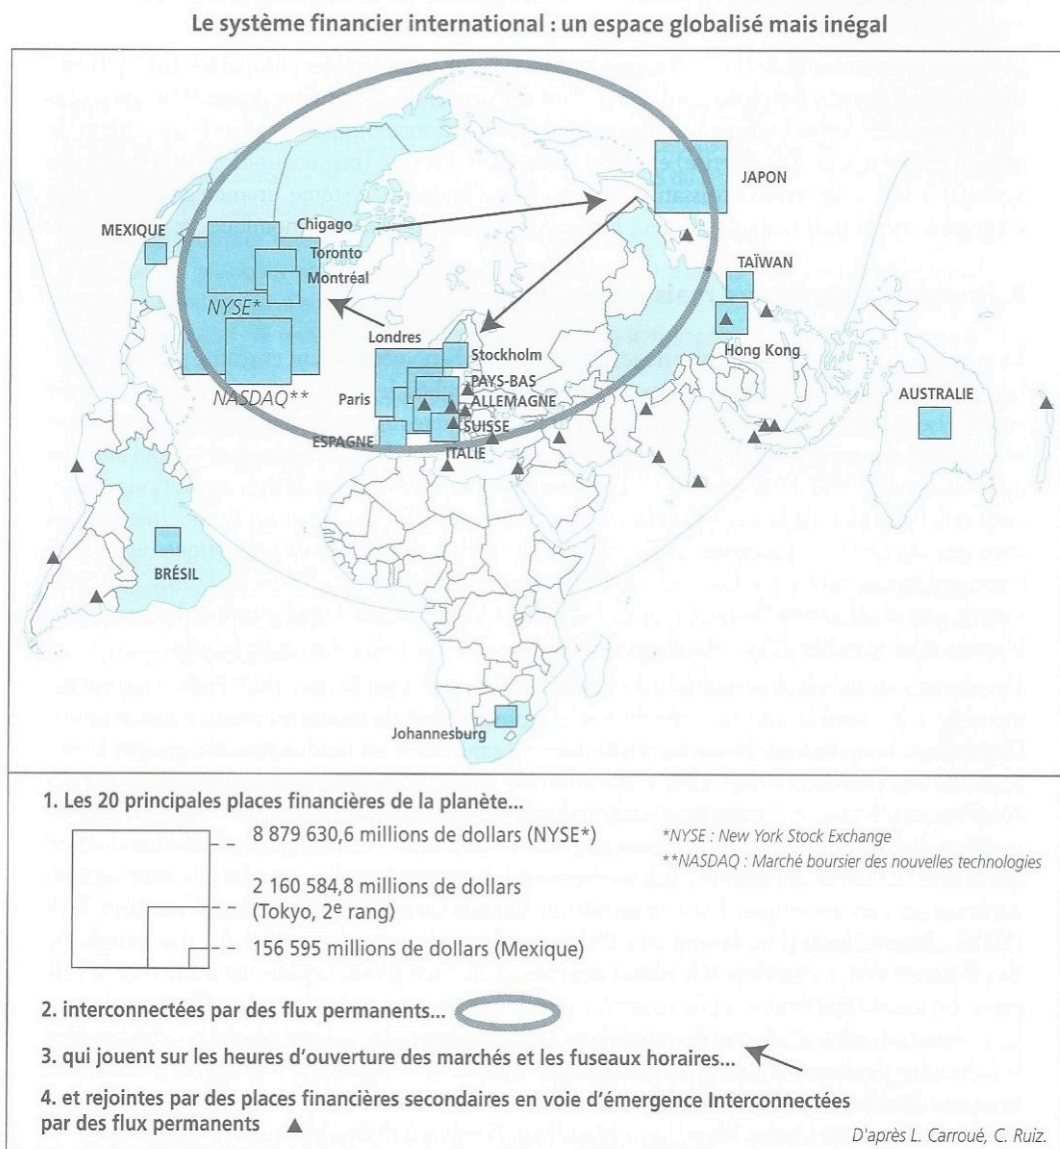 Le système financier international : un espace globalisé mais inégal
JAPON
MEXIQUE
Chigago
Toronto
TAÏWAN
Montréal
NYSE*
Londres
Stockholm
Hong Kong
PAYS-BAS
NASDAQ**
Paris
ALLEMAGNE
AUSTRALIE
SUISSE
ESPAGNE
ITALIE
BRÉSIL
Johannesburg
1. Les 20 principales places financières de la planète...
8 879 630,6 millions de dollars (NYSE*)
*NYSE : New York Stock Exchange
**NASDAQ : Marché boursier des nouvelles technologies
2 160 584,8 millions de dollars
(Tokyo, 2e rang)
156 595 millions de dollars (Mexique)
2. interconnectées par des flux permanents...
3. qui jouent sur les heures d'ouverture des marchés et les fuseaux horaires...
4. et rejointes par des places financières secondaires en voie d'émergence Interconnectées
par des flux permanents
D'après L. Carroué, C. Ruiz.